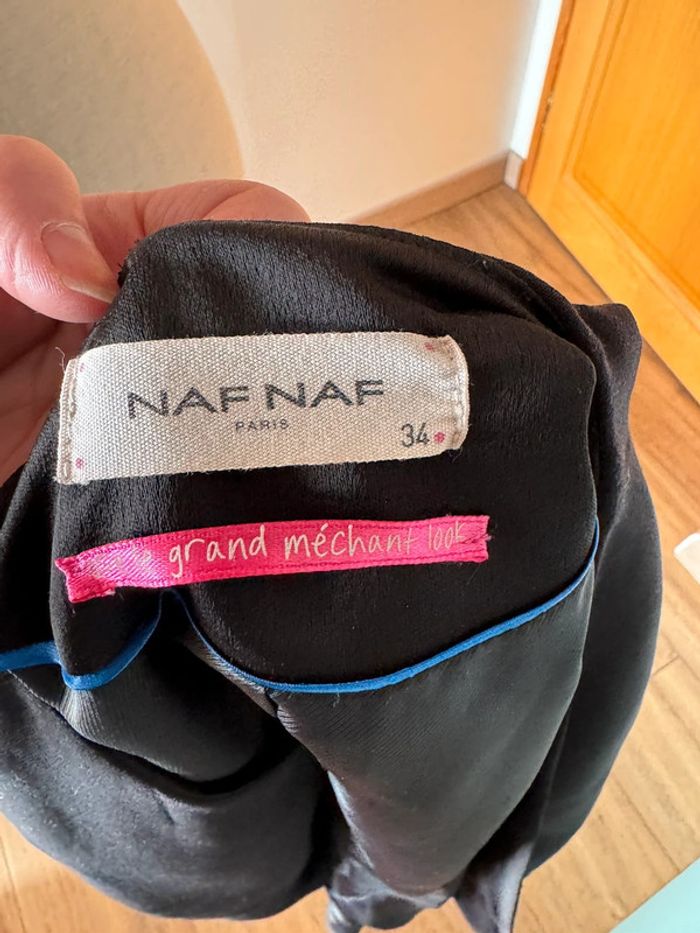 NAF NAF
PARIS
34
grand méchant look